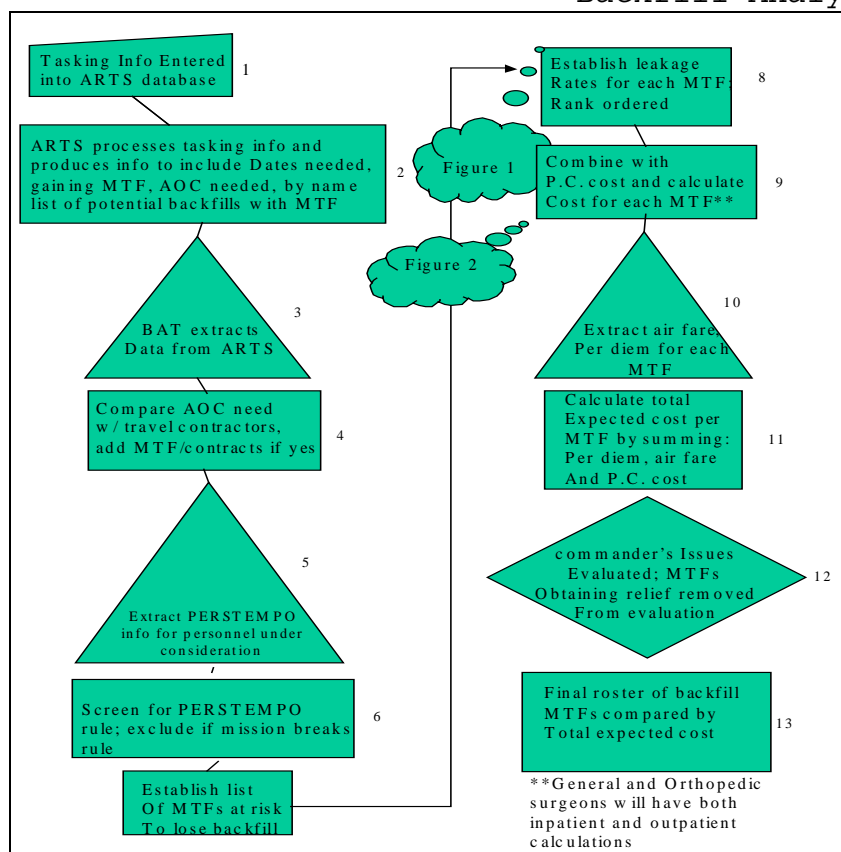 Tasking Info Entered
into ARTS database
1
ARTS processes tasking info and
produces info to include Dates needed,
gaining MTF, AOC needed, by name
list of potential backfills with MTF
2
BAT extracts
Data from ARTS
3
Compare AOC need
w/ travel contractors,
add MTF/contracts if yes
4
Extract PERSTEMPO
info for personnel under
consideration
5
Screen for PERSTEMPO
rule; exclude if mission breaks
rule
6
Establish list
Of MTFs at risk
To lose backfill
Establish leakage
Rates for each MTF;
Rank ordered
8
Figure 1
Combine with
P.C. cost and calculate
Cost for each MTF**
9
Figure 2
Extract air fare,
Per diem for each
MTF
10
Calculate total
Expected cost per
MTF by summing:
Per diem, air fare
And P.C. cost
11
commander's Issues
Evaluated; MTFs
Obtaining relief removed
From evaluation
12
Final roster of backfill
MTFs compared by
Total expected cost
13
**General and Orthopedic
surgeons will have both
inpatient and outpatient
calculations